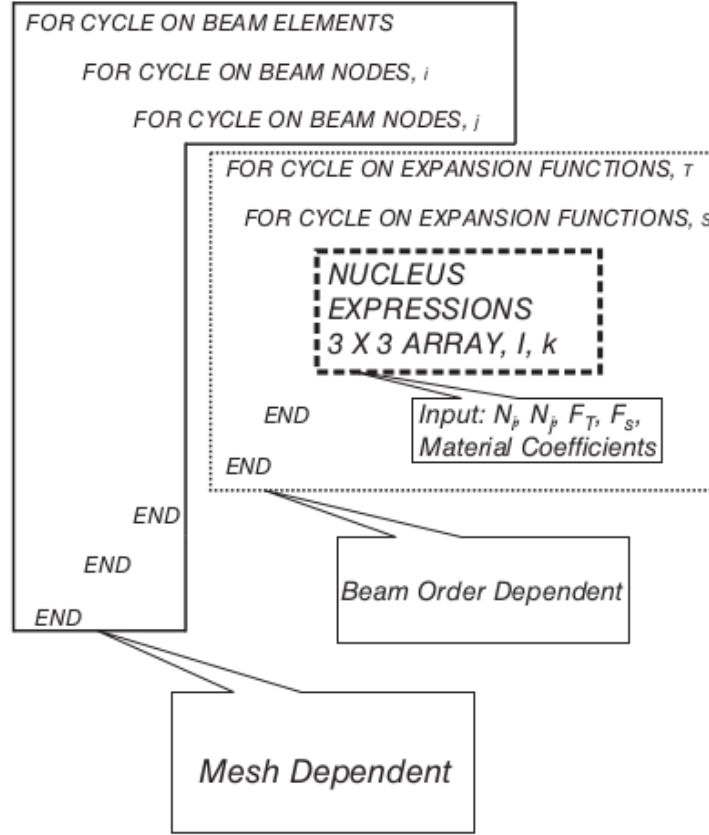 FOR CYCLE ON BEAM ELEMENTS
FOR CYCLE ON BEAM NODES, i
FOR CYCLE ON BEAM NODES, j
FOR CYCLE ON EXPANSION FUNCTIONS, T
FOR CYCLE ON EXPANSION FUNCTIONS, S
NUCLEUS
EXPRESSIONS
3 X 3 ARRAY, I, k
END
Input: Ni, Nj, FT, Fs,
Material Coefficients
END
END
END
END
Beam Order Dependent
Mesh Dependent